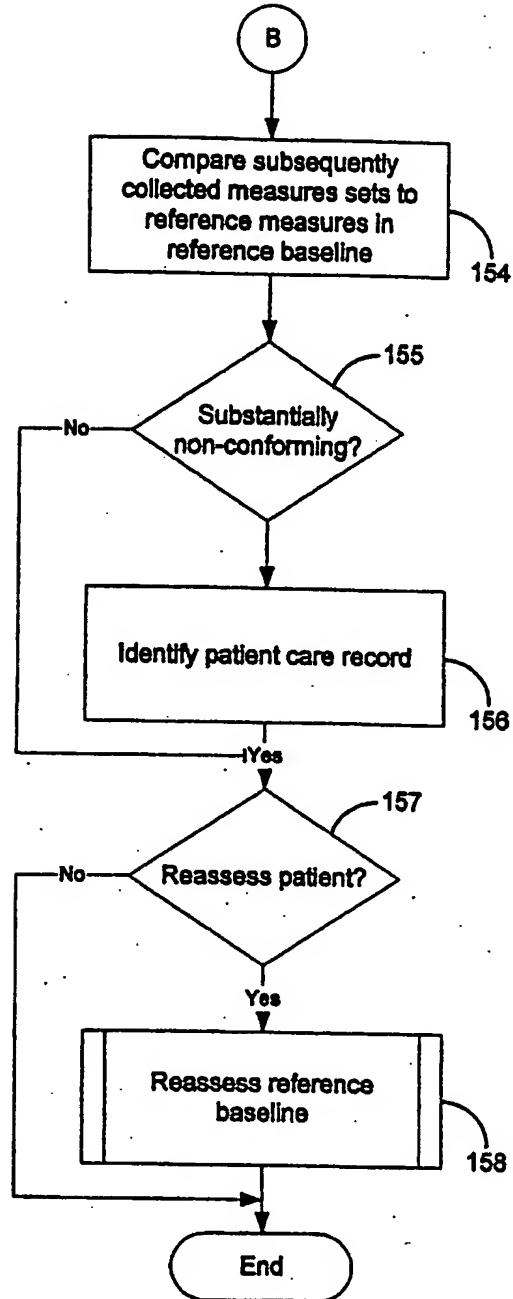 B
Compare subsequently
collected measures sets to
reference measures in
reference baseline
154
155
Substantially
non-conforming?
No
Identify patient care record
156
Yes
157
Reassess patient?
No
Yes
Reassess reference
baseline
158
End